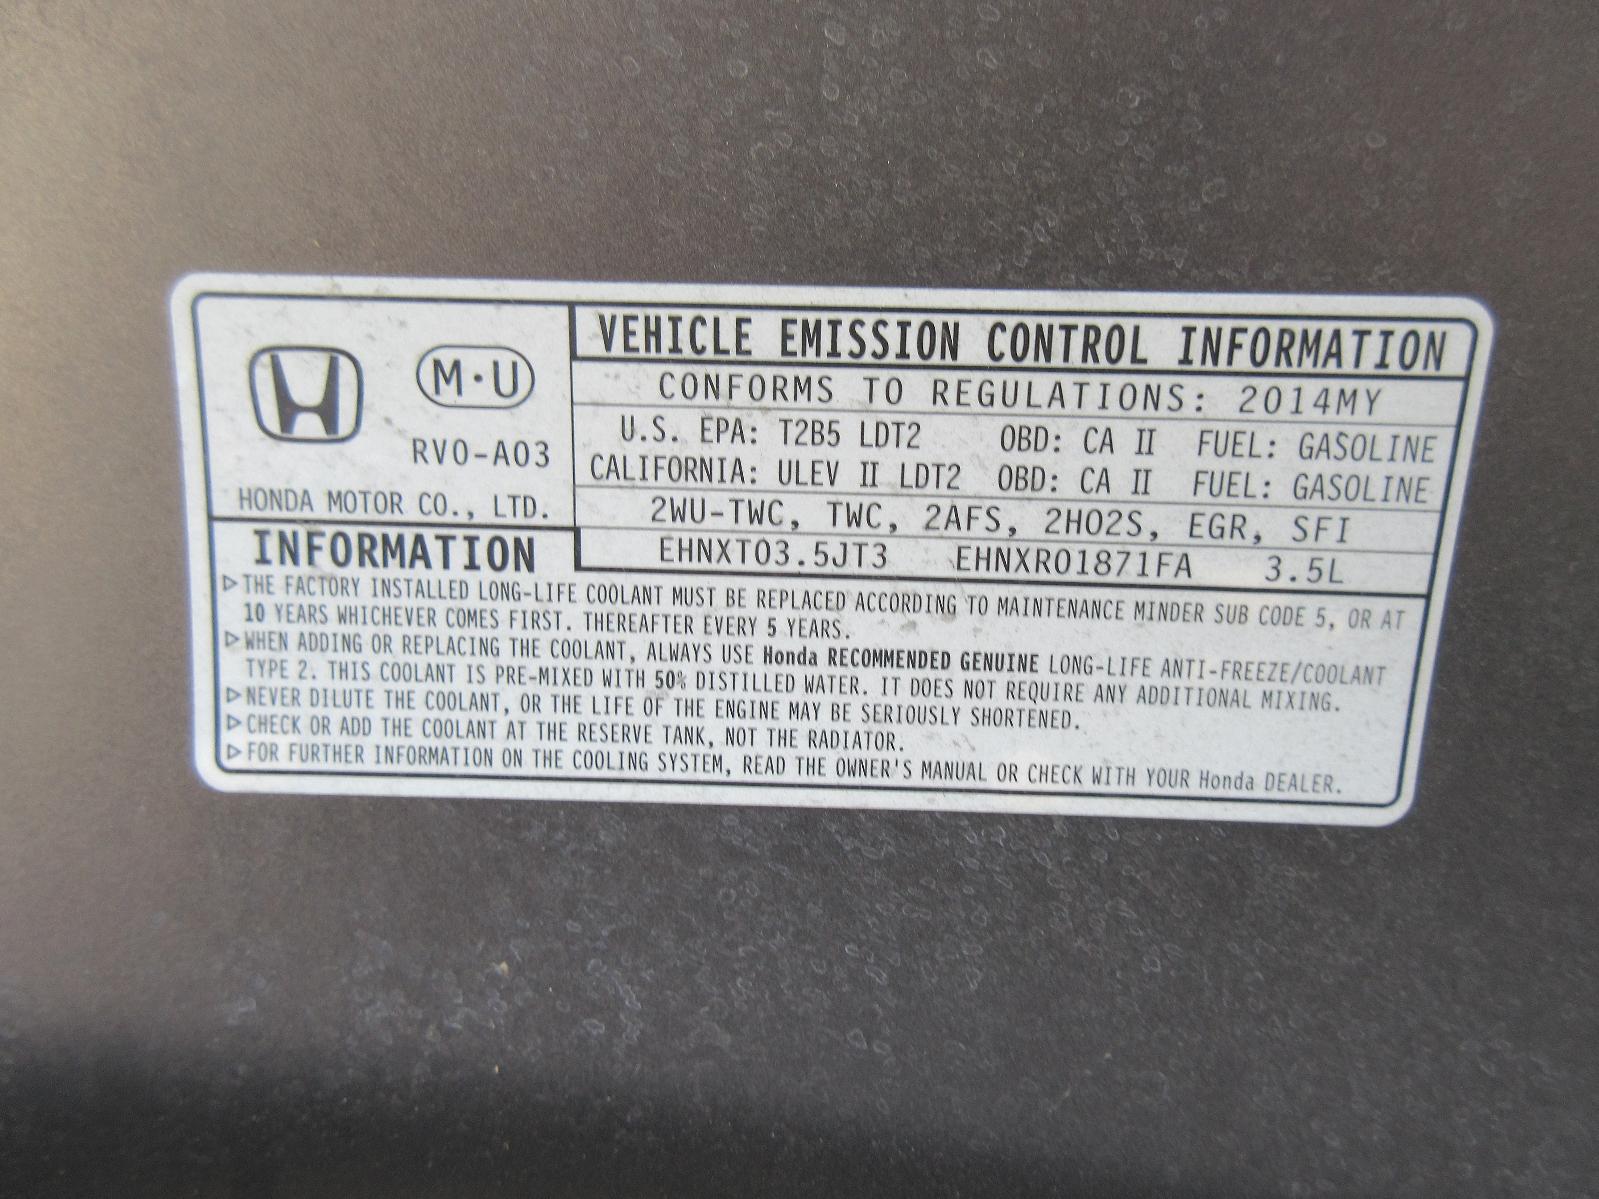 M·U
RV0-A03
HONDA MOTOR CO., LTD.
VEHICLE EMISSION CONTROL INFORMATION
CONFORMS TO REGULATIONS: 2014MY
U.S. EPA: T2B5 LDT2 OBD: CA II FUEL: GASOLINE
CALIFORNIA: ULEV II LDT2 OBD: CA II FUEL: GASOLINE
2WU-TWC, TWC, 2AFS, 2HO2S, EGR, SFI
EHNXT03.5JT3 EHNXR01871FA 3.5L
INFORMATION
▷THE FACTORY INSTALLED LONG-LIFE COOLANT MUST BE REPLACED ACCORDING TO MAINTENANCE MINDER SUB CODE 5, OR AT
10 YEARS WHICHEVER COMES FIRST. THEREAFTER EVERY 5 YEARS.
▷WHEN ADDING OR REPLACING THE COOLANT, ALWAYS USE Honda RECOMMENDED GENUINE LONG-LIFE ANTI-FREEZE/COOLANT
TYPE 2. THIS COOLANT IS PRE-MIXED WITH 50% DISTILLED WATER. IT DOES NOT REQUIRE ANY ADDITIONAL MIXING.
▷NEVER DILUTE THE COOLANT, OR THE LIFE OF THE ENGINE MAY BE SERIOUSLY SHORTENED.
▷CHECK OR ADD THE COOLANT AT THE RESERVE TANK, NOT THE RADIATOR.
▷FOR FURTHER INFORMATION ON THE COOLING SYSTEM, READ THE OWNER'S MANUAL OR CHECK WITH YOUR Honda DEALER.